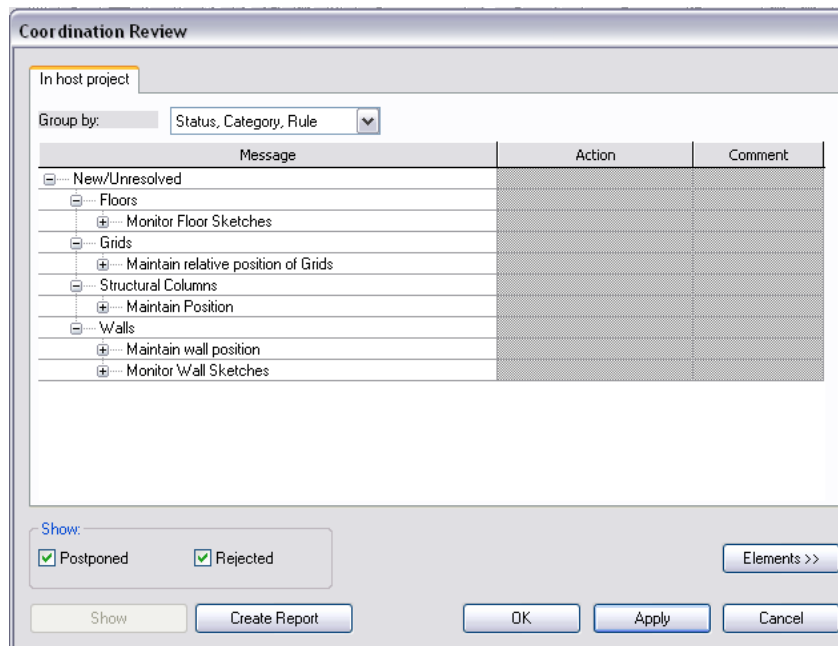 Coordination Review
In host project
Group by: Status, Category, Rule
Message Action Comment
New/Unresolved
Floors
Monitor Floor Sketches
Grids
Maintain relative position of Grids
Structural Columns
Maintain Position
Walls
Maintain wall position
Monitor Wall Sketches
Show:
Postponed Rejected
Elements >>
Show Create Report OK Apply Cancel